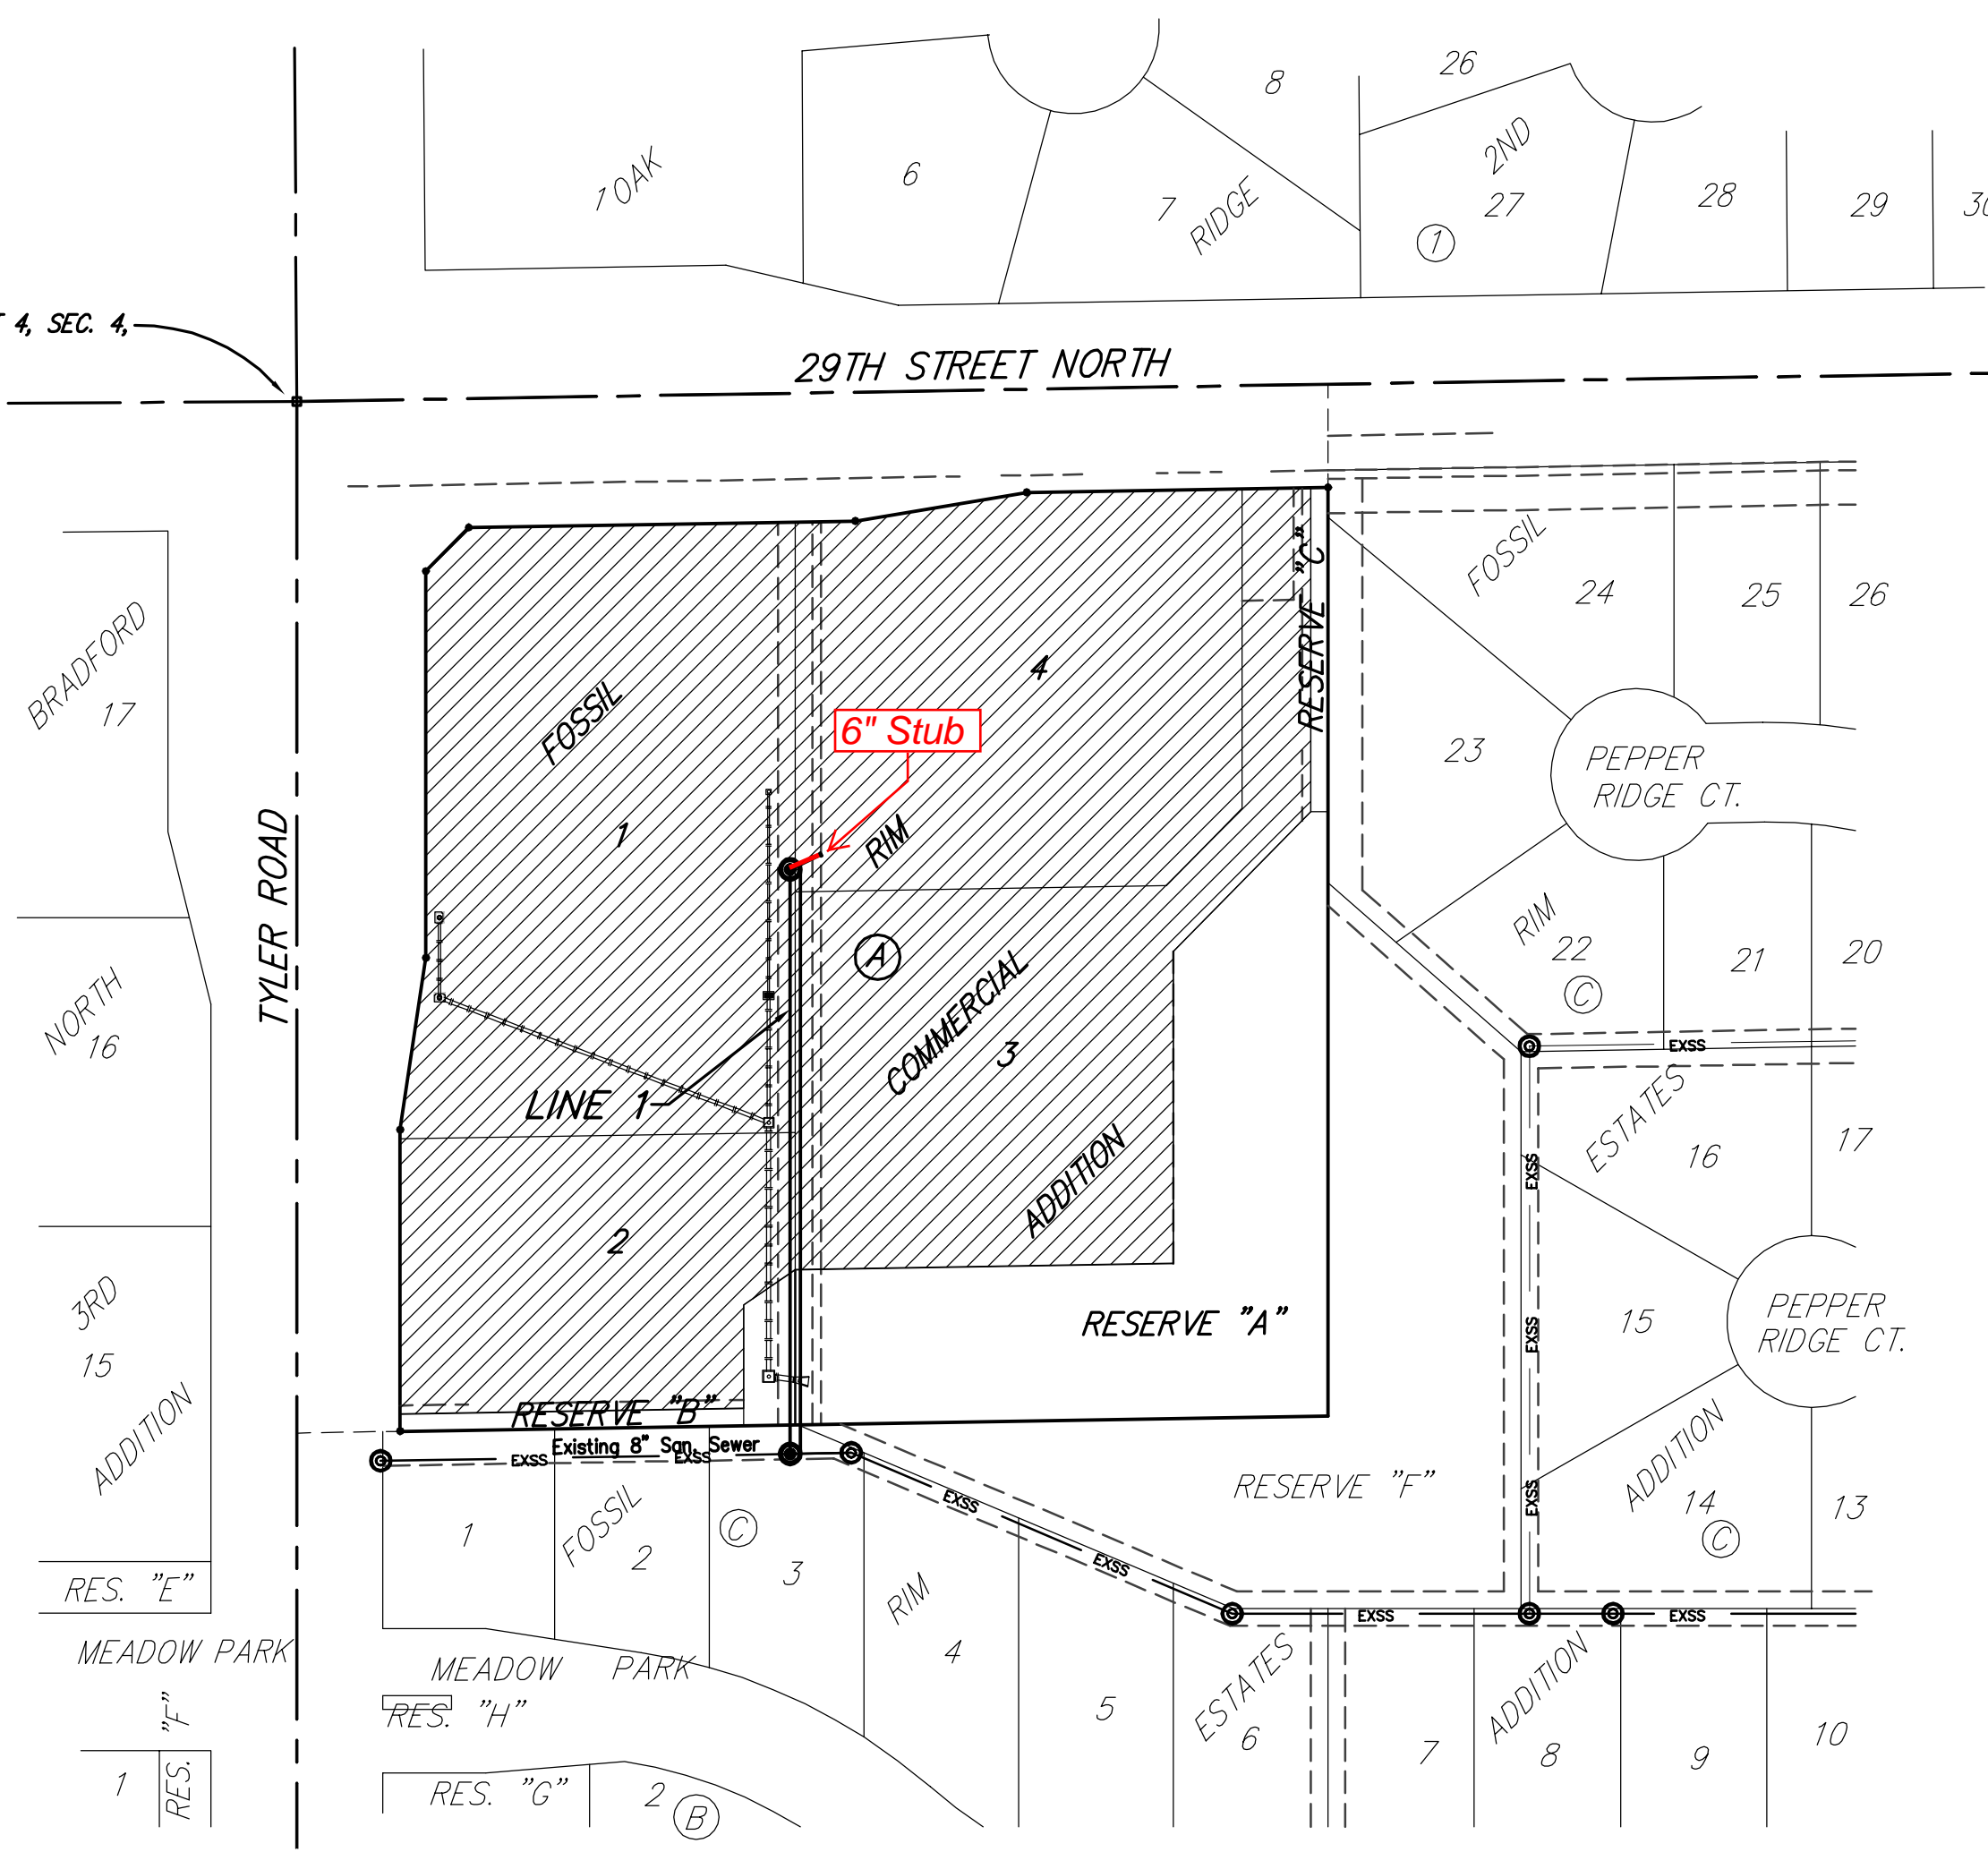 26
8
2ND
1 OAK
6
7
RIDGE
27
1
28
29
T 4, SEC. 4,
29TH STREET NORTH
RESERVE "C"
FOSSIL
24
25
26
BRADFORD
17
FOSSIL
4
6" Stub
23
PEPPER
RIDGE CT.
1
RIM
TYLER ROAD
RIM
22
C
21
20
NORTH
16
A
COMMERCIAL
3
EXSS
LINE 1
ESTATES
16
17
EXSS
ADDITION
2
3RD
15
ADDITION
RESERVE "A"
EXSS
15
PEPPER
RIDGE CT.
RESERVE "B"
Existing 8" San. Sewer
EXSS
EXSS
EXSS
RESERVE "F"
EXSS
ADDITION
14
C
13
1
FOSSIL
2
C
3
EXSS
RES. "E"
RIM
EXSS
EXSS
MEADOW PARK
MEADOW PARK
4
ESTATES
6
ADDITION
RES. "H"
5
7
8
9
10
RES. "F"
1
RES. "G"
2
B